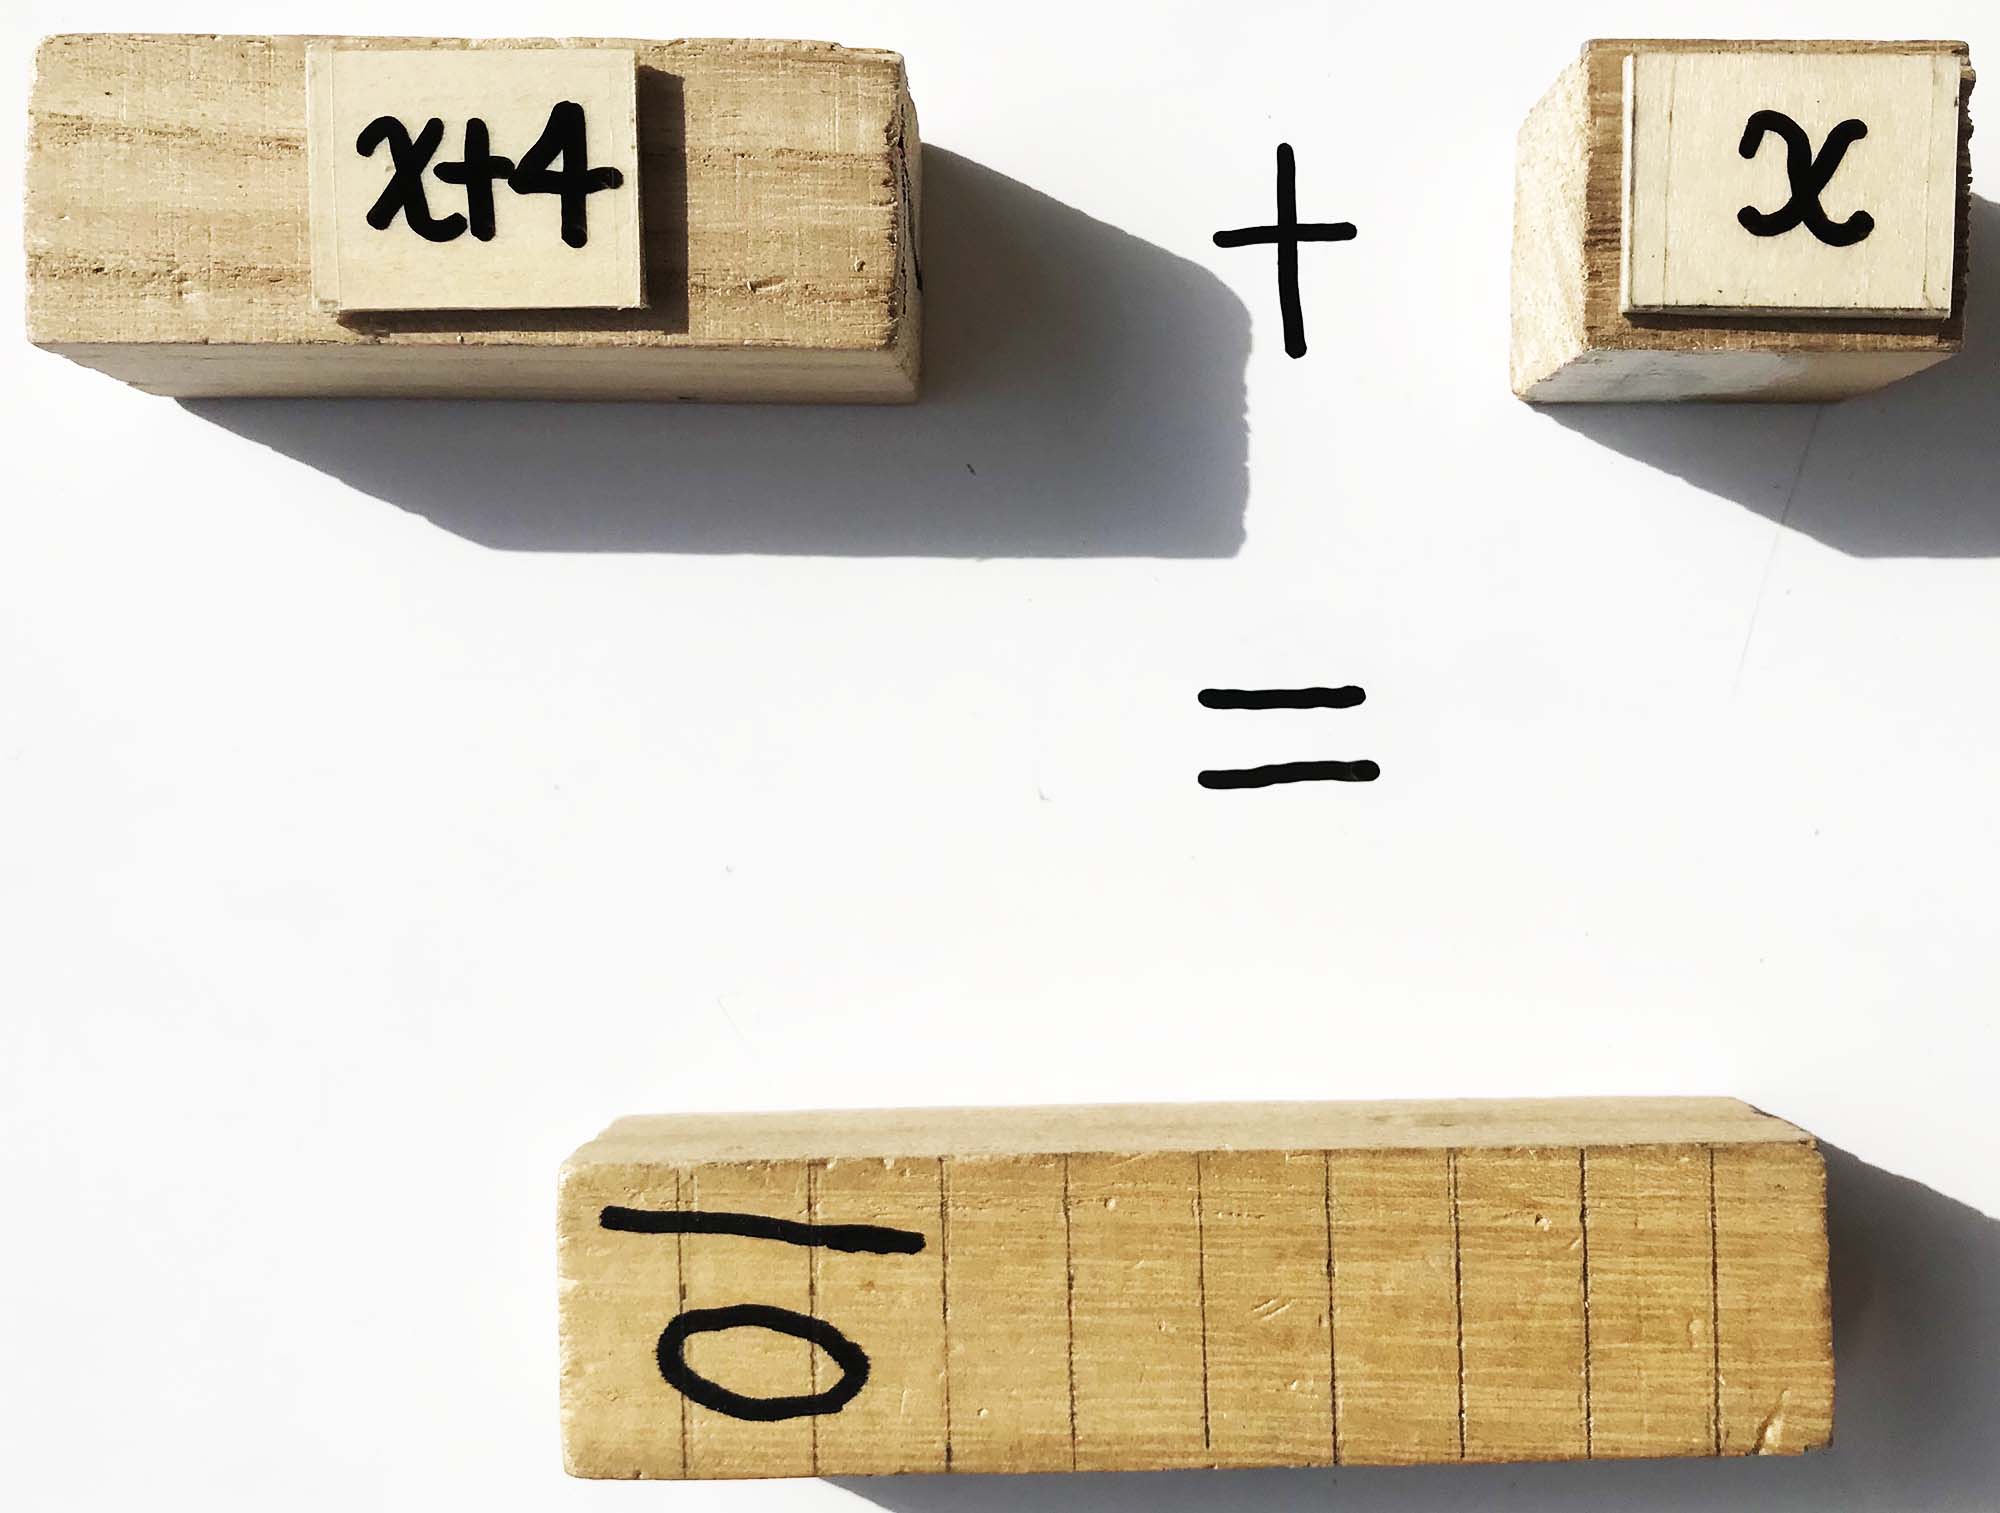 x+4 + x
=
10